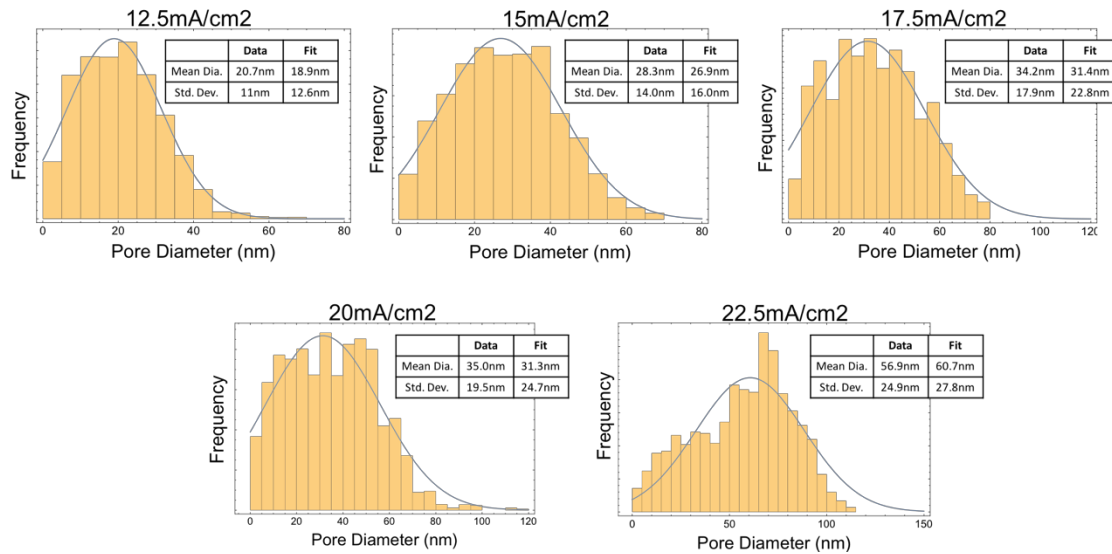 12.5mA/cm2
Data Fit
Mean Dia. 20.7nm 18.9nm
Std. Dev. 11nm 12.6nm
Frequency
0 20 40 60 80
Pore Diameter (nm)
15mA/cm2
Data Fit
Mean Dia. 28.3nm 26.9nm
Std. Dev. 14.0nm 16.0nm
Frequency
0 20 40 60 80
Pore Diameter (nm)
17.5mA/cm2
Data Fit
Mean Dia. 34.2nm 31.4nm
Std. Dev. 17.9nm 22.8nm
Frequency
0 20 40 60 80 100 12
Pore Diameter (nm)
20mA/cm2
Data Fit
Mean Dia. 35.0nm 31.3nm
Std. Dev. 19.5nm 24.7nm
Frequency
0 20 40 60 80 100 120
Pore Diameter (nm)
22.5mA/cm2
Data Fit
Mean Dia. 56.9nm 60.7nm
Std. Dev. 24.9nm 27.8nm
Frequency
0 50 100 150
Pore Diameter (nm)